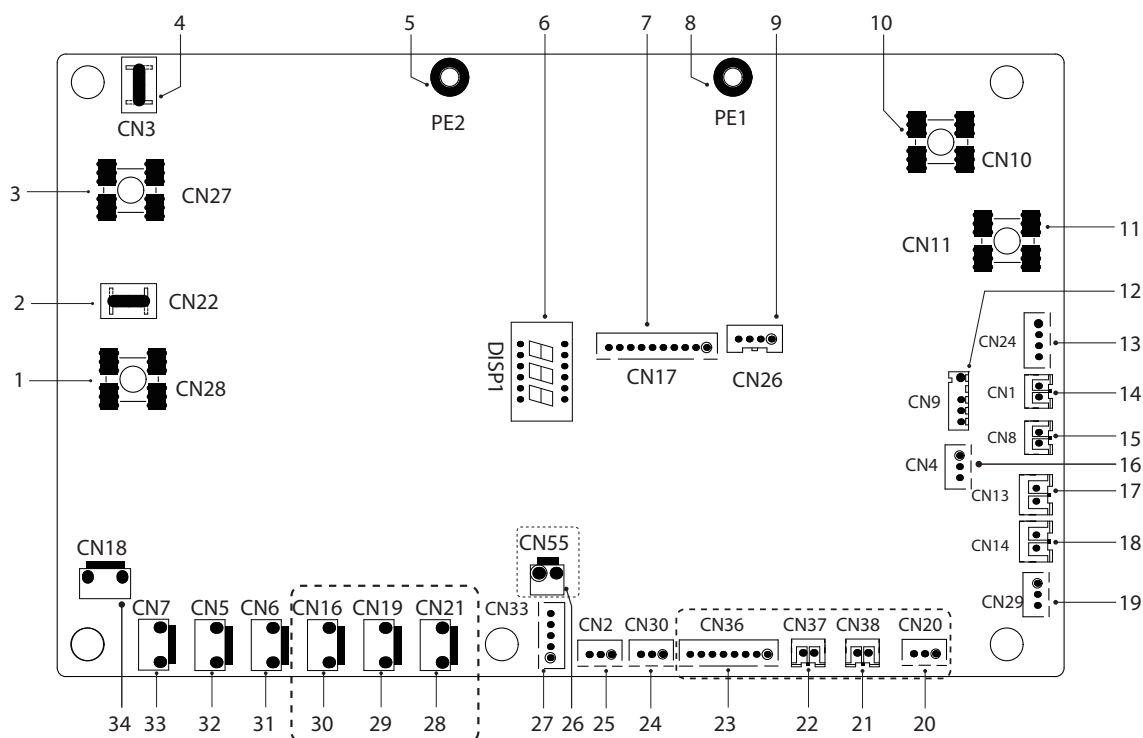 4 5 6 7 8 9 10
CN3
PE2
PE1
CN10
3 CN27
CN11 11
12
2 CN22
DISP1
CN17
CN26
CN24 13
1 CN28
CN9
CN1 14
CN8 15
CN4 16
CN13 17
CN14 18
CN29 19
CN18
CN55
CN7 CN5 CN6 CN16 CN19 CN21 CN33 CN2 CN30 CN36 CN37 CN38 CN20
34 33 32 31 30 29 28 27 26 25 24 23 22 21 20